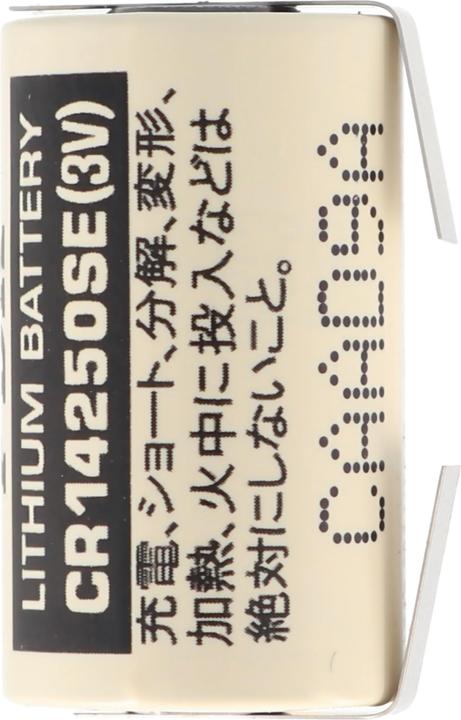 LITHIUM BATTERY
CR14250SE(3V)
充電、ショート、分解、変形、
加熱、火中に投入などは
絶対にしないこと。
CAA09A